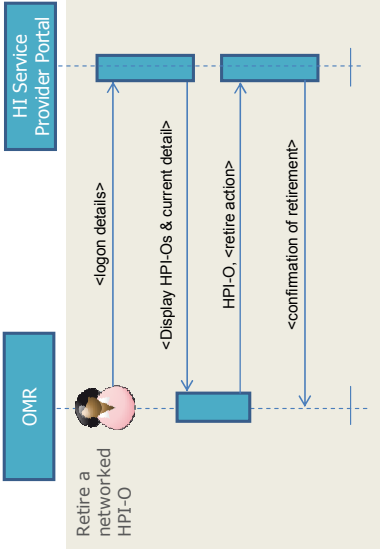 OMR
HI Service
Provider Portal
Retire a
networked
HPI-O
<logon details>
<Display HPI-Os & current detail>
HPI-O, <retire action>
<confirmation of retirement>